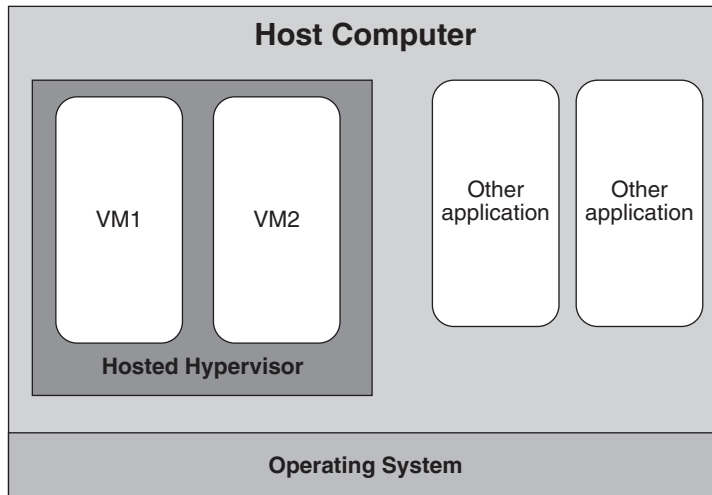 Host Computer
VM1
VM2
Other
application
Other
application
Hosted Hypervisor
Operating System